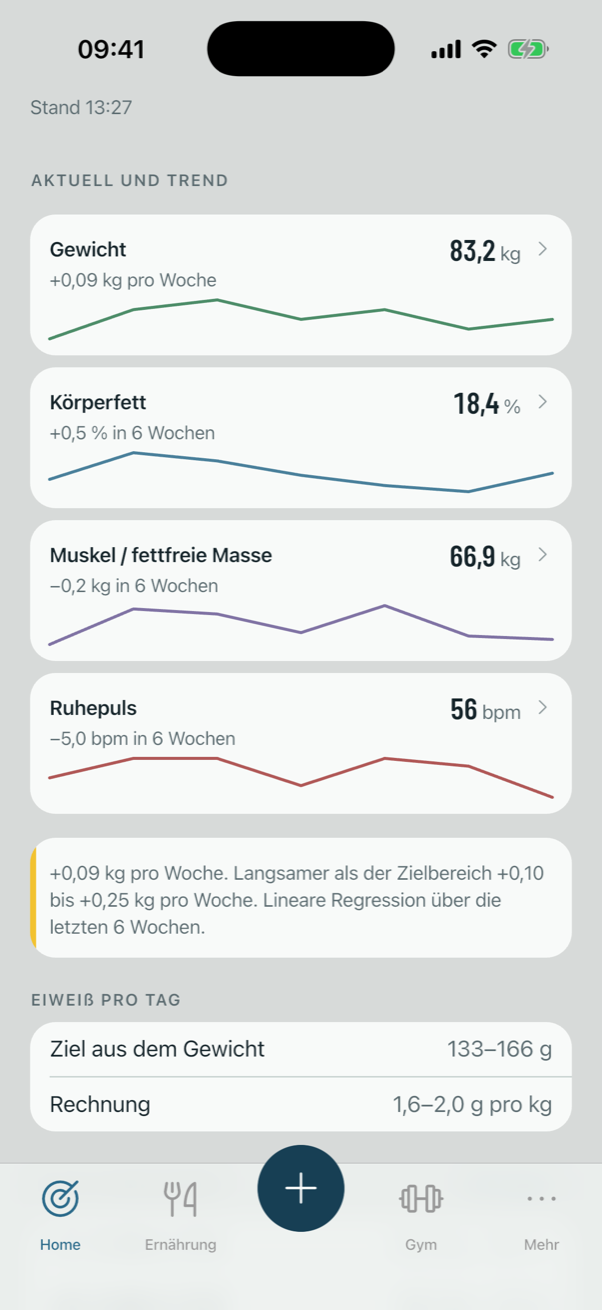 09:41
Stand 13:27
AKTUELL UND TREND
Gewicht
83,2 kg
+0,09 kg pro Woche
Körperfett
18,4 %
+0,5 % in 6 Wochen
Muskel / fettfreie Masse
66,9 kg
−0,2 kg in 6 Wochen
Ruhepuls
56 bpm
−5,0 bpm in 6 Wochen
+0,09 kg pro Woche. Langsamer als der Zielbereich +0,10
bis +0,25 kg pro Woche. Lineare Regression über die
letzten 6 Wochen.
EIWEIß PRO TAG
Ziel aus dem Gewicht
133–166 g
Rechnung
1,6–2,0 g pro kg
Home
Ernährung
Gym
Mehr